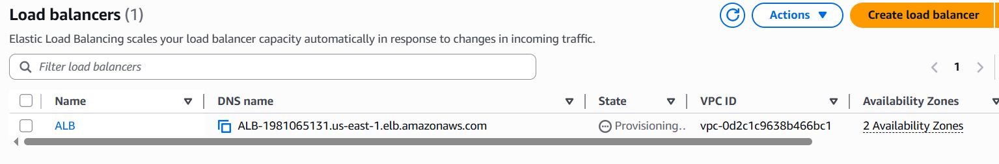 Load balancers (1)
Actions
Create load balancer
Elastic Load Balancing scales your load balancer capacity automatically in response to changes in incoming traffic.
Filter load balancers
1
Name DNS name State VPC ID Availability Zones
ALB ALB-1981065131.us-east-1.elb.amazonaws.com Provisioning.. vpc-0d2c1c9638b466bc1 2 Availability Zones